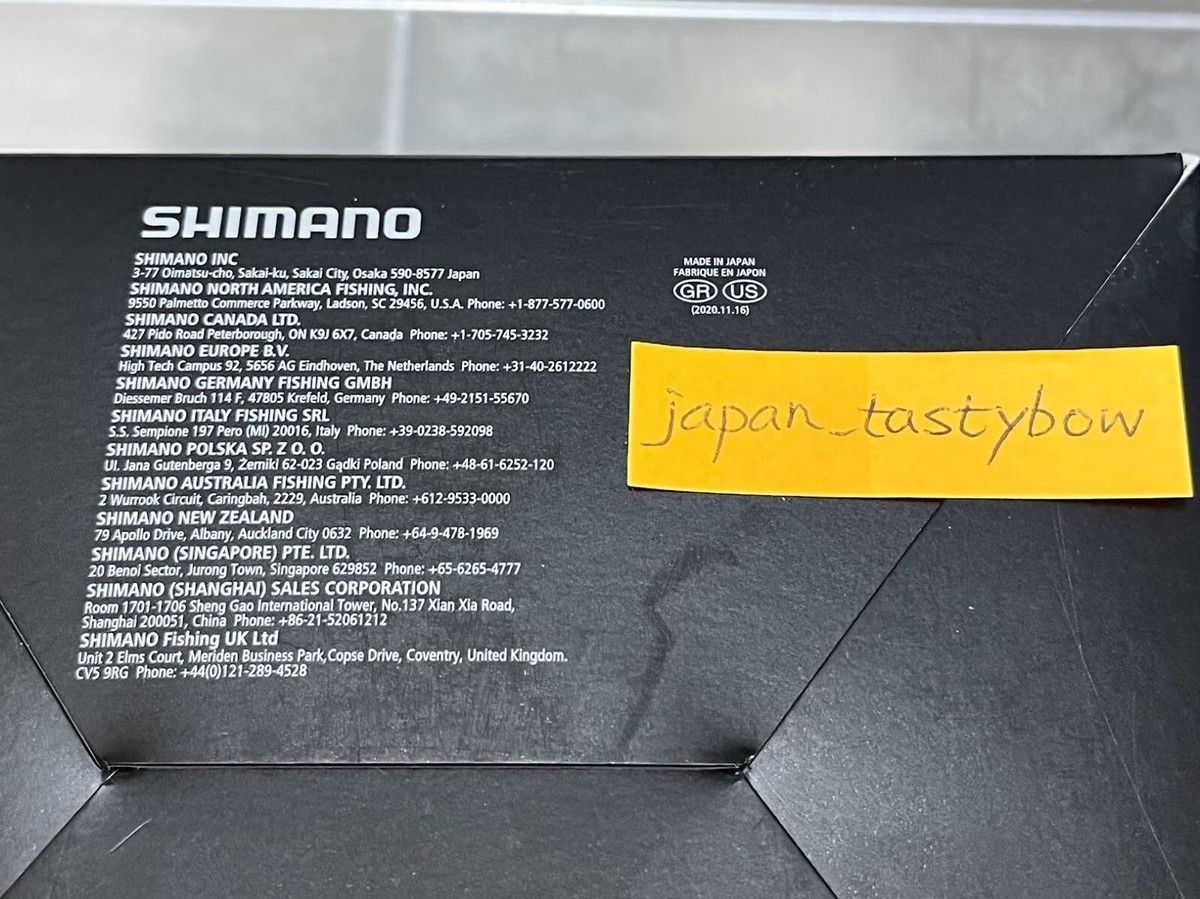 SHIMANO
SHIMANO INC
3-77 Oimatsu-cho, Sakai-ku, Sakai City, Osaka 590-8577 Japan
SHIMANO NORTH AMERICA FISHING, INC.
9550 Palmetto Commerce Parkway, Ladson, SC 29456, U.S.A. Phone: +1-877-577-0600
SHIMANO CANADA LTD.
427 Pido Road Peterborough, ON K9J 6X7, Canada Phone: +1-705-745-3232
SHIMANO EUROPE B.V.
High Tech Campus 92, 5656 AG Eindhoven, The Netherlands Phone: +31-40-2612222
SHIMANO GERMANY FISHING GMBH
Diessemer Bruch 114 F, 47805 Krefeld, Germany Phone: +49-2151-55670
SHIMANO ITALY FISHING SRL
S.S. Sempione 197 Pero (MI) 20016, Italy Phone: +39-0238-592098
SHIMANO POLSKA SP. Z O. O.
Ul. Jana Gutenberga 9, Żerniki 62-023 Gądki Poland Phone: +48-61-6252-120
SHIMANO AUSTRALIA FISHING PTY. LTD.
2 Wurrook Circuit, Caringbah, 2229, Australia Phone: +612-9533-0000
SHIMANO NEW ZEALAND
79 Apollo Drive, Albany, Auckland City 0632 Phone: +64-9-478-1969
SHIMANO (SINGAPORE) PTE. LTD.
20 Benoi Sector, Jurong Town, Singapore 629852 Phone: +65-6265-4777
SHIMANO (SHANGHAI) SALES CORPORATION
Room 1701-1706 Sheng Gao International Tower, No.137 Xian Xia Road,
Shanghai 200051, China Phone: +86-21-52061212
SHIMANO Fishing UK Ltd
Unit 2 Elms Court, Meriden Business Park,Copse Drive, Coventry, United Kingdom.
CV5 9RG Phone: +44(0)121-289-4528
MADE IN JAPAN
FABRIQUE EN JAPON
GR US
(2020.11.16)
japan_tastybow